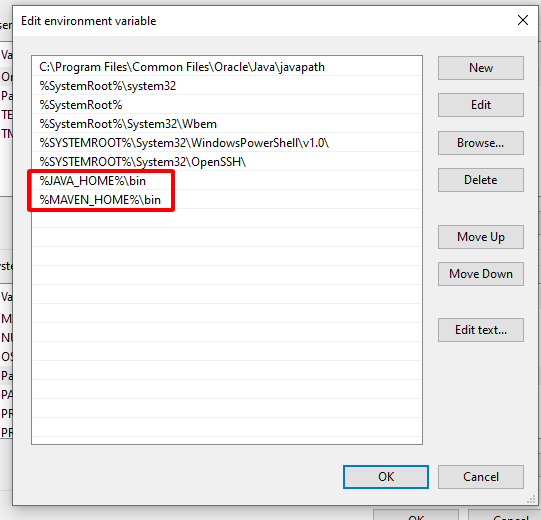 Edit environment variable
C:\Program Files\Common Files\Oracle\Java\javapath
%SystemRoot%\system32
%SystemRoot%
%SystemRoot%\System32\Wbem
%SYSTEMROOT%\System32\WindowsPowerShell\v1.0\
%SYSTEMROOT%\System32\OpenSSH\
%JAVA_HOME%\bin
%MAVEN_HOME%\bin
New
Edit
Browse...
Delete
Move Up
Move Down
Edit text...
OK
Cancel